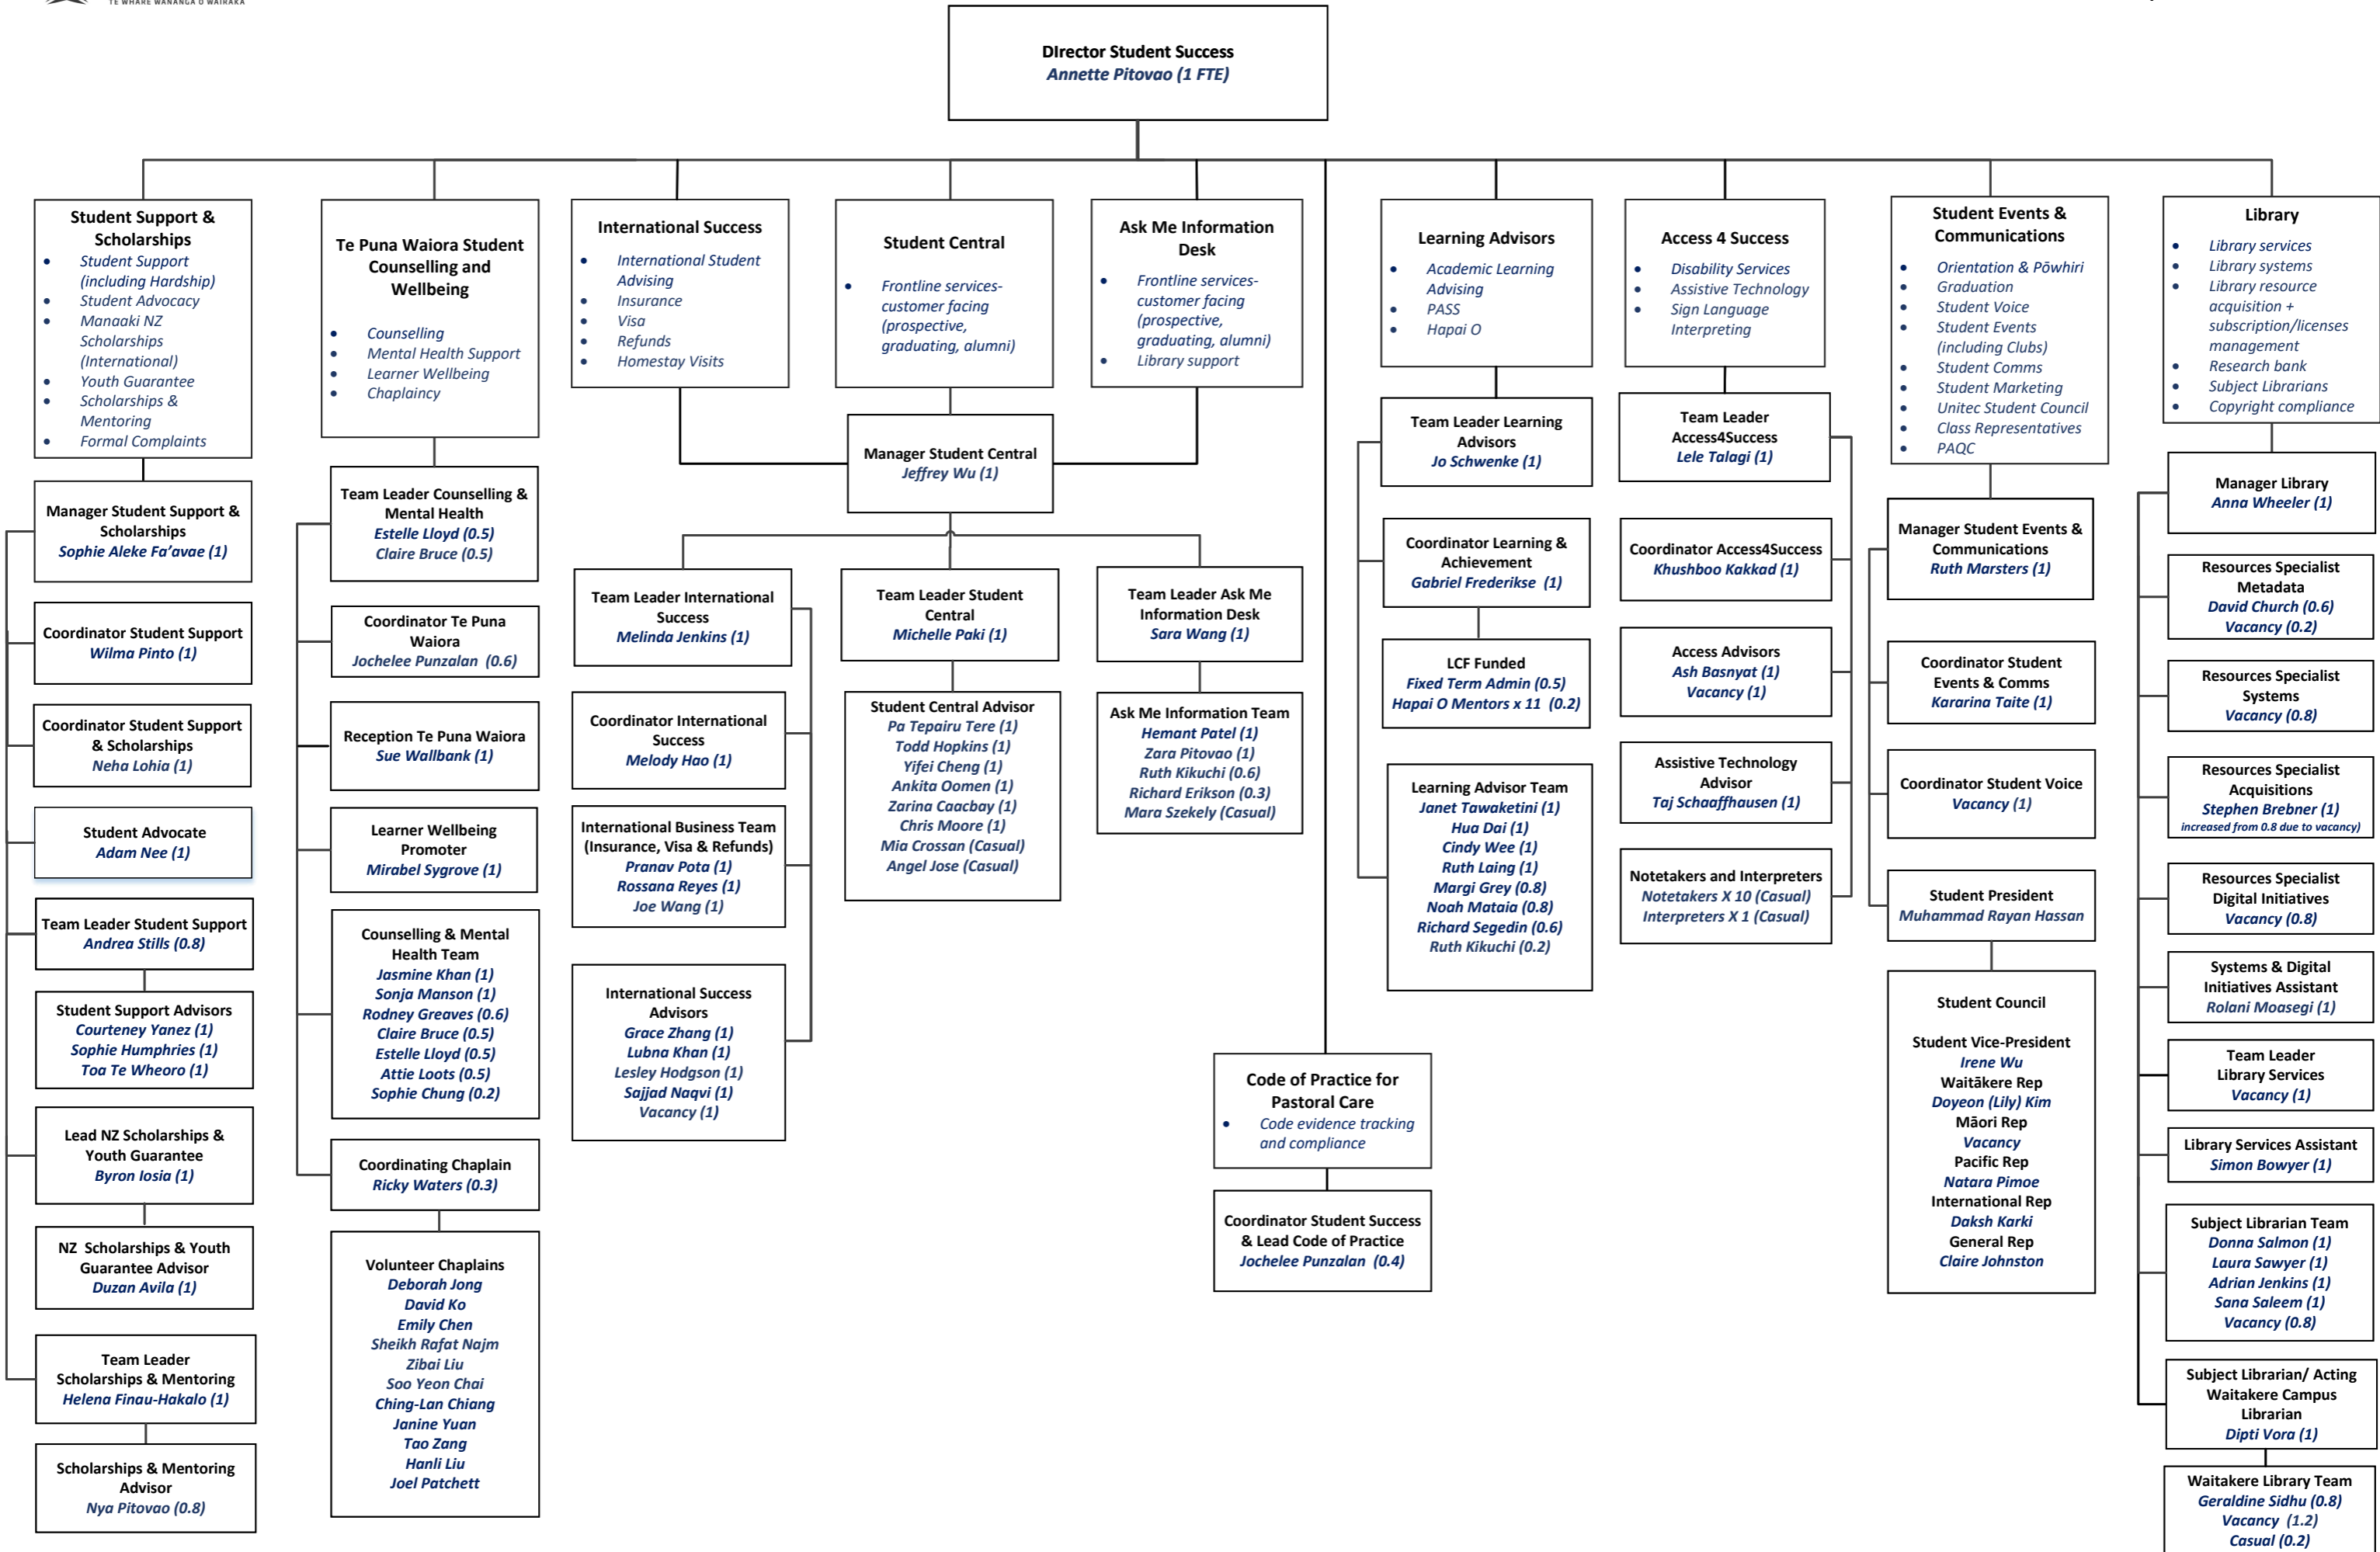 TE WHARE WĀNANGA O WAIRAKA
DIrector Student Success
Annette Pitovao (1 FTE)
Student Support &
Scholarships
• Student Support
(including Hardship)
• Student Advocacy
• Manaaki NZ
Scholarships
(International)
• Youth Guarantee
• Scholarships &
Mentoring
• Formal Complaints
Manager Student Support &
Scholarships
Sophie Aleke Fa’avae (1)
Coordinator Student Support
Wilma Pinto (1)
Coordinator Student Support
& Scholarships
Neha Lohia (1)
Student Advocate
Adam Nee (1)
Team Leader Student Support
Andrea Stills (0.8)
Student Support Advisors
Courteney Yanez (1)
Sophie Humphries (1)
Toa Te Wheoro (1)
Lead NZ Scholarships &
Youth Guarantee
Byron Iosia (1)
NZ Scholarships & Youth
Guarantee Advisor
Duzan Avila (1)
Team Leader
Scholarships & Mentoring
Helena Finau-Hakalo (1)
Scholarships & Mentoring
Advisor
Nya Pitovao (0.8)
Te Puna Waiora Student
Counselling and
Wellbeing
• Counselling
• Mental Health Support
• Learner Wellbeing
• Chaplaincy
Team Leader Counselling &
Mental Health
Estelle Lloyd (0.5)
Claire Bruce (0.5)
Coordinator Te Puna
Waiora
Jochelee Punzalan (0.6)
Reception Te Puna Waiora
Sue Wallbank (1)
Learner Wellbeing
Promoter
Mirabel Sygrove (1)
Counselling & Mental
Health Team
Jasmine Khan (1)
Sonja Manson (1)
Rodney Greaves (0.6)
Claire Bruce (0.5)
Estelle Lloyd (0.5)
Attie Loots (0.5)
Sophie Chung (0.2)
Coordinating Chaplain
Ricky Waters (0.3)
Volunteer Chaplains
Deborah Jong
David Ko
Emily Chen
Sheikh Rafat Najm
Zibai Liu
Soo Yeon Chai
Ching-Lan Chiang
Janine Yuan
Tao Zang
Hanli Liu
Joel Patchett
International Success
• International Student
Advising
• Insurance
• Visa
• Refunds
• Homestay Visits
Student Central
• Frontline services-
customer facing
(prospective,
graduating, alumni)
Ask Me Information
Desk
• Frontline services-
customer facing
(prospective,
graduating, alumni)
• Library support
Manager Student Central
Jeffrey Wu (1)
Team Leader International
Success
Melinda Jenkins (1)
Coordinator International
Success
Melody Hao (1)
International Business Team
(Insurance, Visa & Refunds)
Pranav Pota (1)
Rossana Reyes (1)
Joe Wang (1)
International Success
Advisors
Grace Zhang (1)
Lubna Khan (1)
Lesley Hodgson (1)
Sajjad Naqvi (1)
Vacancy (1)
Team Leader Student
Central
Michelle Paki (1)
Student Central Advisor
Pa Tepairu Tere (1)
Todd Hopkins (1)
Yifei Cheng (1)
Ankita Oomen (1)
Zarina Caacbay (1)
Chris Moore (1)
Mia Crossan (Casual)
Angel Jose (Casual)
Team Leader Ask Me
Information Desk
Sara Wang (1)
Ask Me Information Team
Hemant Patel (1)
Zara Pitovao (1)
Ruth Kikuchi (0.6)
Richard Erikson (0.3)
Mara Szekely (Casual)
Code of Practice for
Pastoral Care
• Code evidence tracking
and compliance
Coordinator Student Success
& Lead Code of Practice
Jochelee Punzalan (0.4)
Learning Advisors
• Academic Learning
Advising
• PASS
• Hapai O
Team Leader Learning
Advisors
Jo Schwenke (1)
Coordinator Learning &
Achievement
Gabriel Frederikse (1)
LCF Funded
Fixed Term Admin (0.5)
Hapai O Mentors x 11 (0.2)
Learning Advisor Team
Janet Tawaketini (1)
Hua Dai (1)
Cindy Wee (1)
Ruth Laing (1)
Margi Grey (0.8)
Noah Mataia (0.8)
Richard Segedin (0.6)
Ruth Kikuchi (0.2)
Access 4 Success
• Disability Services
• Assistive Technology
• Sign Language
Interpreting
Team Leader
Access4Success
Lele Talagi (1)
Coordinator Access4Success
Khushboo Kakkad (1)
Access Advisors
Ash Basnyat (1)
Vacancy (1)
Assistive Technology
Advisor
Taj Schaaffhausen (1)
Notetakers and Interpreters
Notetakers X 10 (Casual)
Interpreters X 1 (Casual)
Student Events &
Communications
• Orientation & Pōwhiri
• Graduation
• Student Voice
• Student Events
(including Clubs)
• Student Comms
• Student Marketing
• Unitec Student Council
• Class Representatives
• PAQC
Manager Student Events &
Communications
Ruth Marsters (1)
Coordinator Student
Events & Comms
Kararina Taite (1)
Coordinator Student Voice
Vacancy (1)
Student President
Muhammad Rayan Hassan
Student Council
Student Vice-President
Irene Wu
Waitākere Rep
Doyeon (Lily) Kim
Māori Rep
Vacancy
Pacific Rep
Natara Pimoe
International Rep
Daksh Karki
General Rep
Claire Johnston
Library
• Library services
• Library systems
• Library resource
acquisition +
subscription/licenses
management
• Research bank
• Subject Librarians
• Copyright compliance
Manager Library
Anna Wheeler (1)
Resources Specialist
Metadata
David Church (0.6)
Vacancy (0.2)
Resources Specialist
Systems
Vacancy (0.8)
Resources Specialist
Acquisitions
Stephen Brebner (1)
increased from 0.8 due to vacancy)
Resources Specialist
Digital Initiatives
Vacancy (0.8)
Systems & Digital
Initiatives Assistant
Rolani Moasegi (1)
Team Leader
Library Services
Vacancy (1)
Library Services Assistant
Simon Bowyer (1)
Subject Librarian Team
Donna Salmon (1)
Laura Sawyer (1)
Adrian Jenkins (1)
Sana Saleem (1)
Vacancy (0.8)
Subject Librarian/ Acting
Waitakere Campus
Librarian
Dipti Vora (1)
Waitakere Library Team
Geraldine Sidhu (0.8)
Vacancy (1.2)
Casual (0.2)